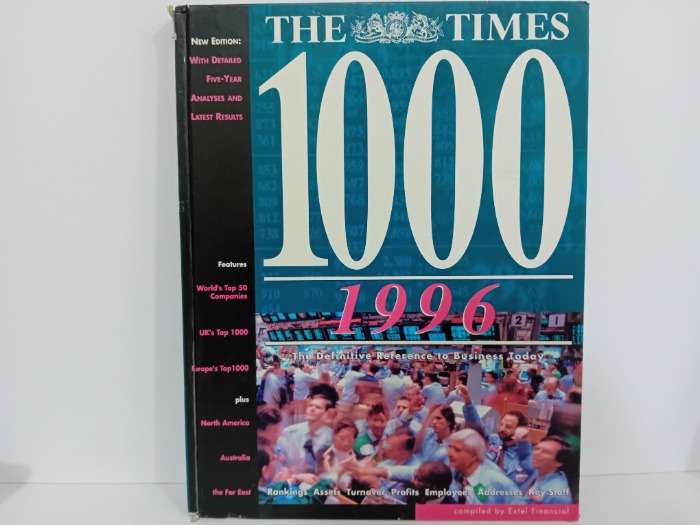 THE TIMES
1000
1996
The Definitive Reference to Business Today
NEW EDITION:
WITH DETAILED
FIVE-YEAR
ANALYSES AND
LATEST RESULTS
Features
World's Top 50
Companies
UK's Top 1000
Europe's Top1000
plus
North America
Australia
the Far East
Rankings Assets Turnover Profits Employees Addresses Key Staff
compiled by Extel Financial
2 1